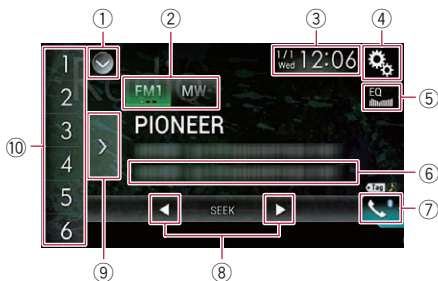 ① ② ③ ④
1 1/1 Wed 12:06
2 FM1 MW EQ ⑤
3 PIONEER
⑩ 4
5 ⑥
6 SEEK Tag ⑦
⑨ ⑧